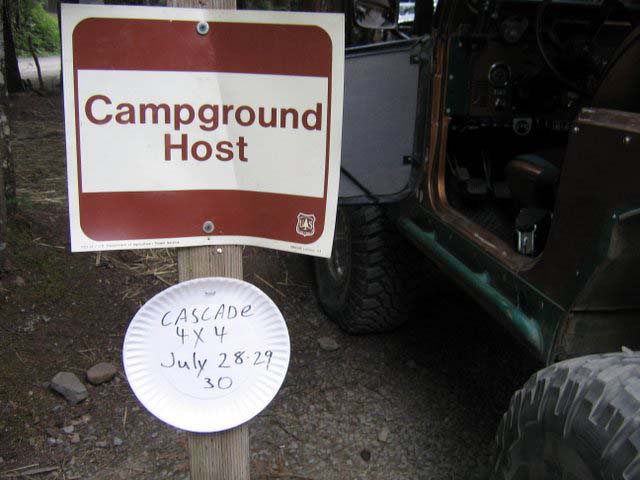 Campground
Host
CASCADe
4X4
July 28-29
30